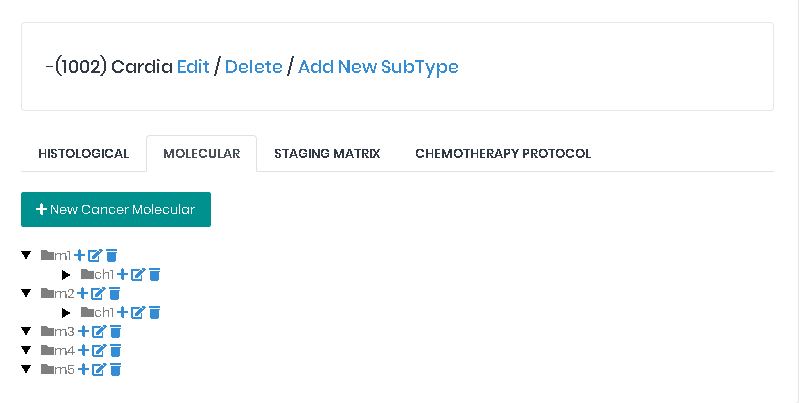 -(1002) Cardia Edit / Delete / Add New SubType
HISTOLOGICAL MOLECULAR STAGING MATRIX CHEMOTHERAPY PROTOCOL
New Cancer Molecular
m1
ch1
m2
ch1
m3
m4
m5